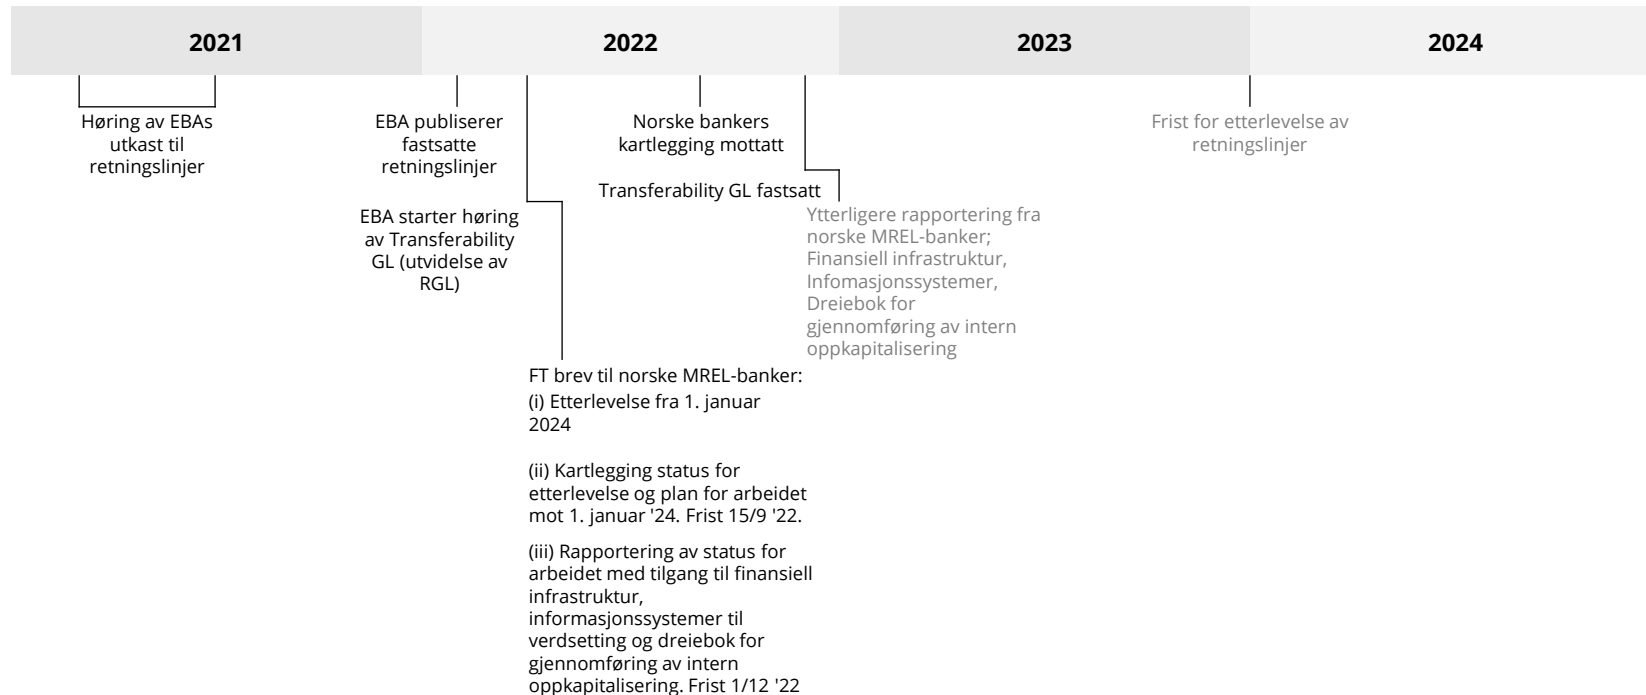 2021
2022
2023
2024
Høring av EBAs
utkast til
retningslinjer
EBA publiserer
fastsatte
retningslinjer
EBA starter høring
av Transferability
GL (utvidelse av
RGL)
FT brev til norske MREL-banker:
(i) Etterlevelse fra 1. januar
2024
(ii) Kartlegging status for
etterlevelse og plan for arbeidet
mot 1. januar '24. Frist 15/9 '22.
(iii) Rapportering av status for
arbeidet med tilgang til finansiell
infrastruktur,
informasjonssystemer til
verdsetting og dreiebok for
gjennomføring av intern
oppkapitalisering. Frist 1/12 '22
Norske bankers
kartlegging mottatt
Transferability GL fastsatt
Ytterligere rapportering fra
norske MREL-banker;
Finansiell infrastruktur,
Infomasjonssystemer,
Dreiebok for
gjennomføring av intern
oppkapitalisering
Frist for etterlevelse av
retningslinjer